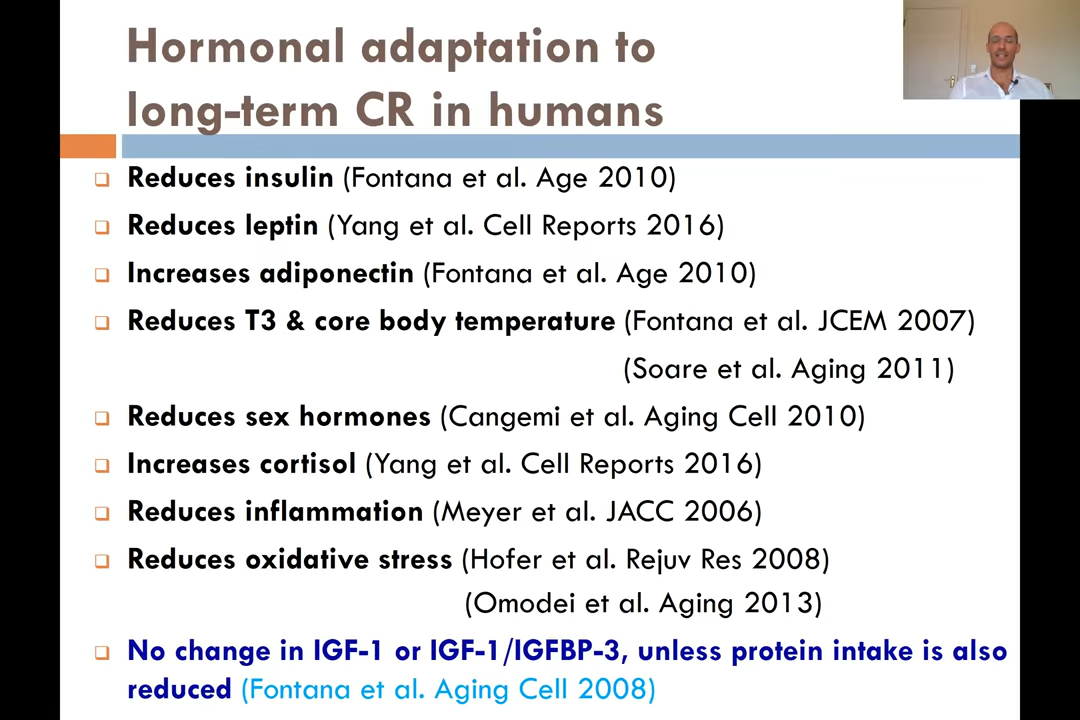 Hormonal adaptation to
long-term CR in humans
Reduces insulin (Fontana et al. Age 2010)
Reduces leptin (Yang et al. Cell Reports 2016)
Increases adiponectin (Fontana et al. Age 2010)
Reduces T3 & core body temperature (Fontana et al. JCEM 2007)
(Soare et al. Aging 2011)
Reduces sex hormones (Cangemi et al. Aging Cell 2010)
Increases cortisol (Yang et al. Cell Reports 2016)
Reduces inflammation (Meyer et al. JACC 2006)
Reduces oxidative stress (Hofer et al. Rejuv Res 2008)
(Omodei et al. Aging 2013)
No change in IGF-1 or IGF-1/IGFBP-3, unless protein intake is also
reduced (Fontana et al. Aging Cell 2008)